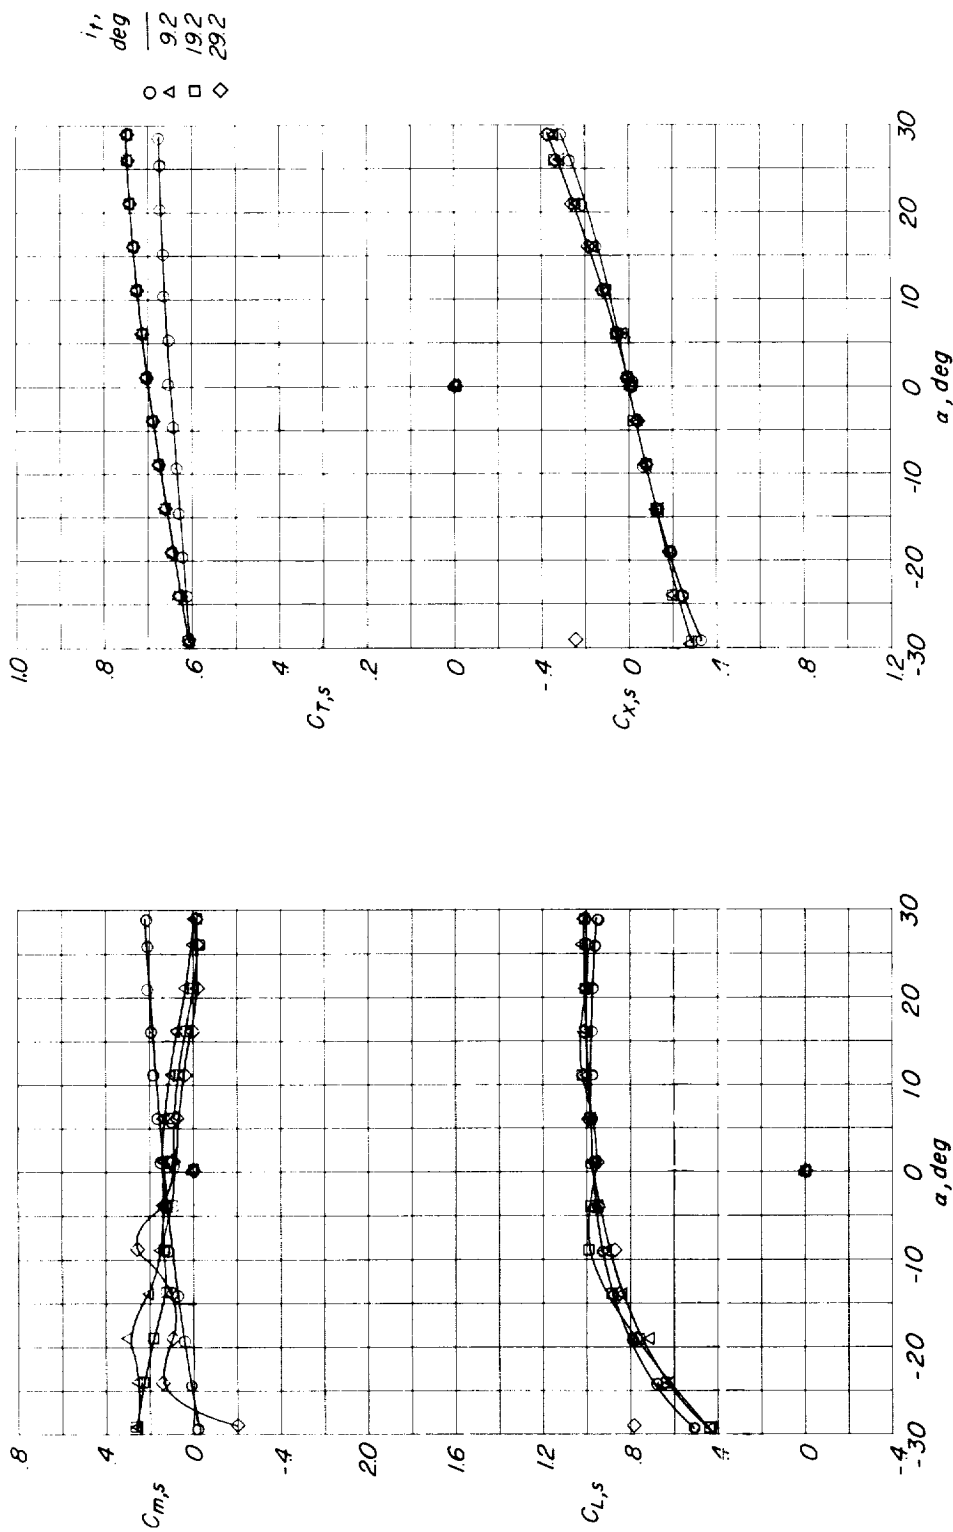 i_t,
deg
○ ——
△ 9.2
□ 19.2
◇ 29.2
.8
.4
C_m,s
0
-.4
2.0
1.6
1.2
C_L,s
.8
.4
0
-.4
-30 -20 -10 0 10 20 30
α, deg
1.0
.8
.6
C_T,s
.4
.2
0
-.4
C_X,s
0
.4
.8
1.2
-30 -20 -10 0 10 20 30
α, deg